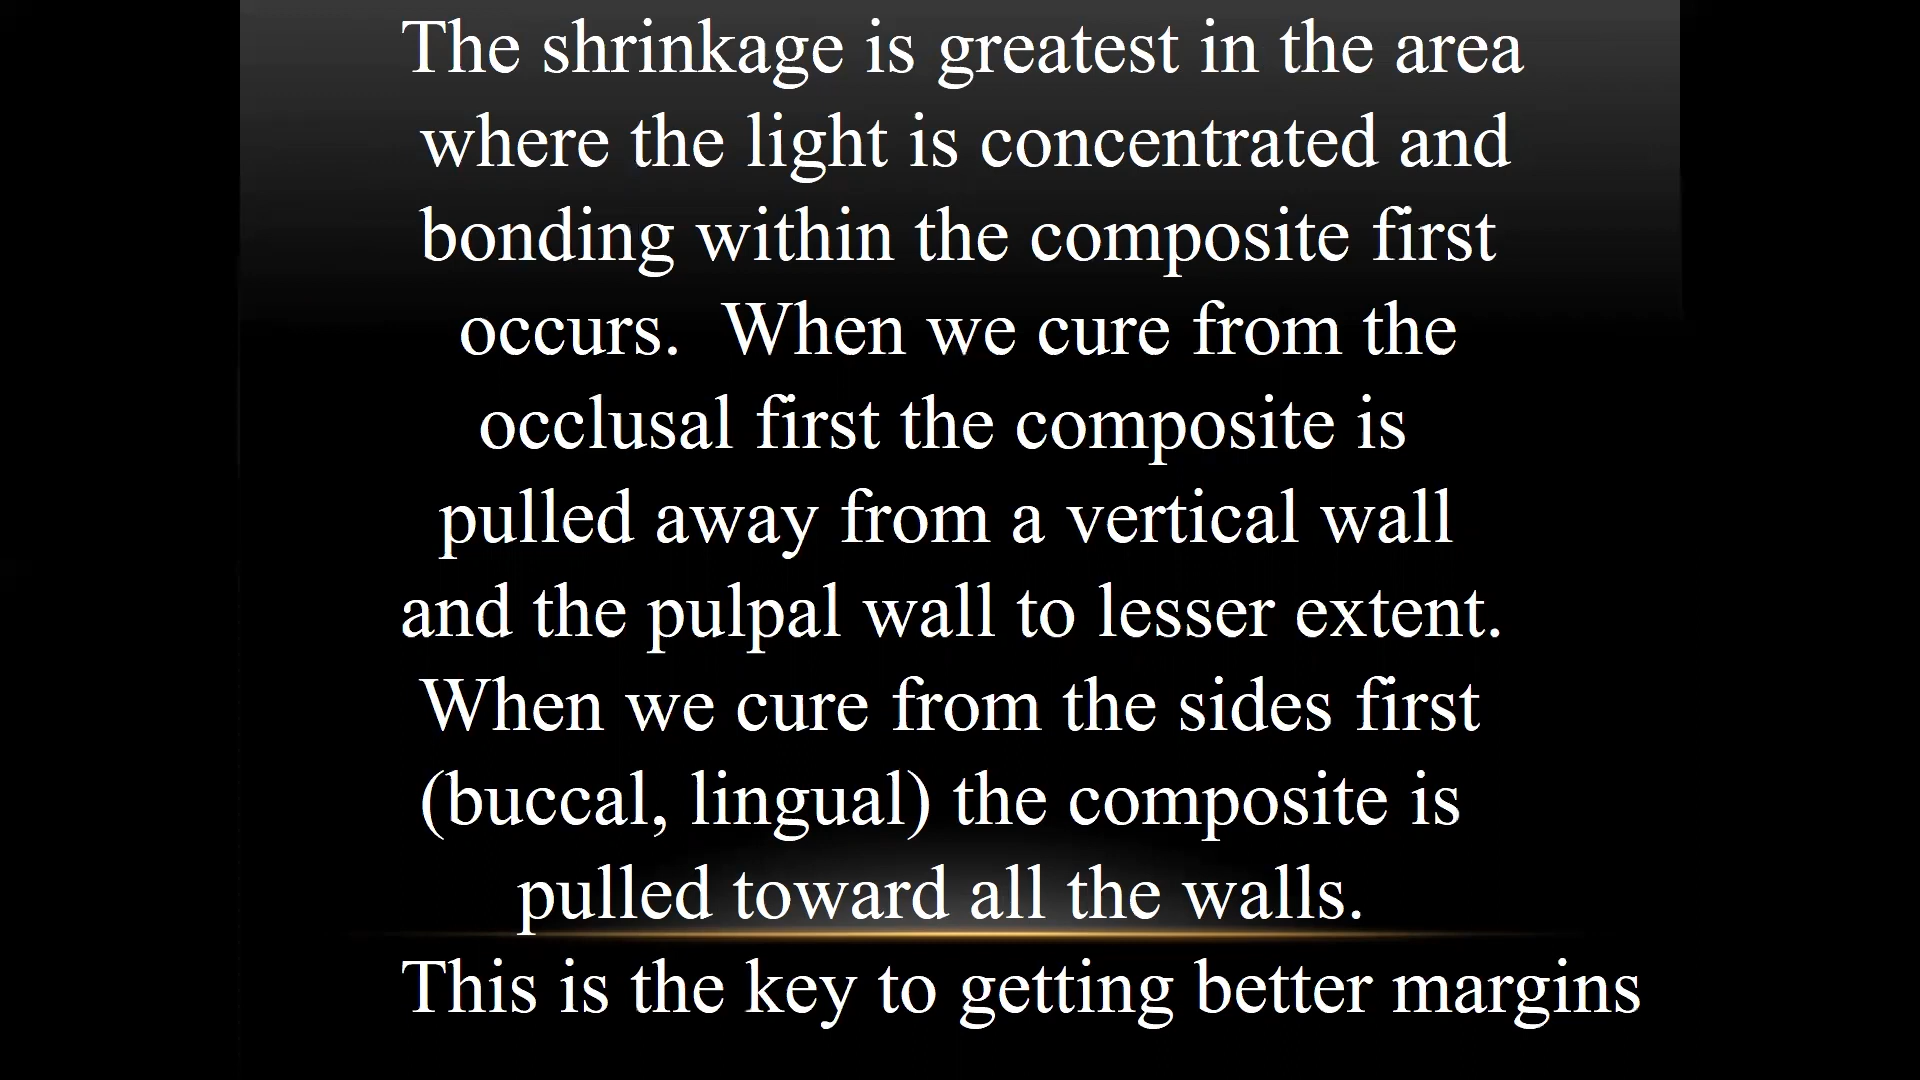 The shrinkage is greatest in the area
where the light is concentrated and
bonding within the composite first
occurs.  When we cure from the
occlusal first the composite is
pulled away from a vertical wall
and the pulpal wall to lesser extent.
When we cure from the sides first
(buccal, lingual) the composite is
pulled toward all the walls.
This is the key to getting better margins